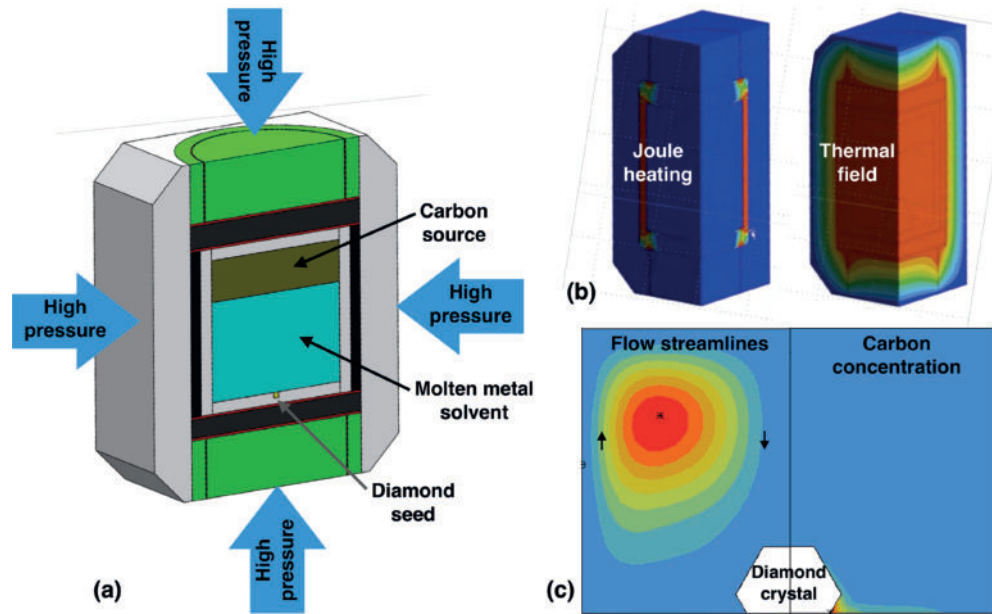 High
pressure
Carbon
source
High
pressure
High
pressure
Molten metal
solvent
Diamond
seed
High
pressure
(a)
Joule
heating
Thermal
field
(b)
Flow streamlines
Carbon
concentration
Diamond
crystal
(c)